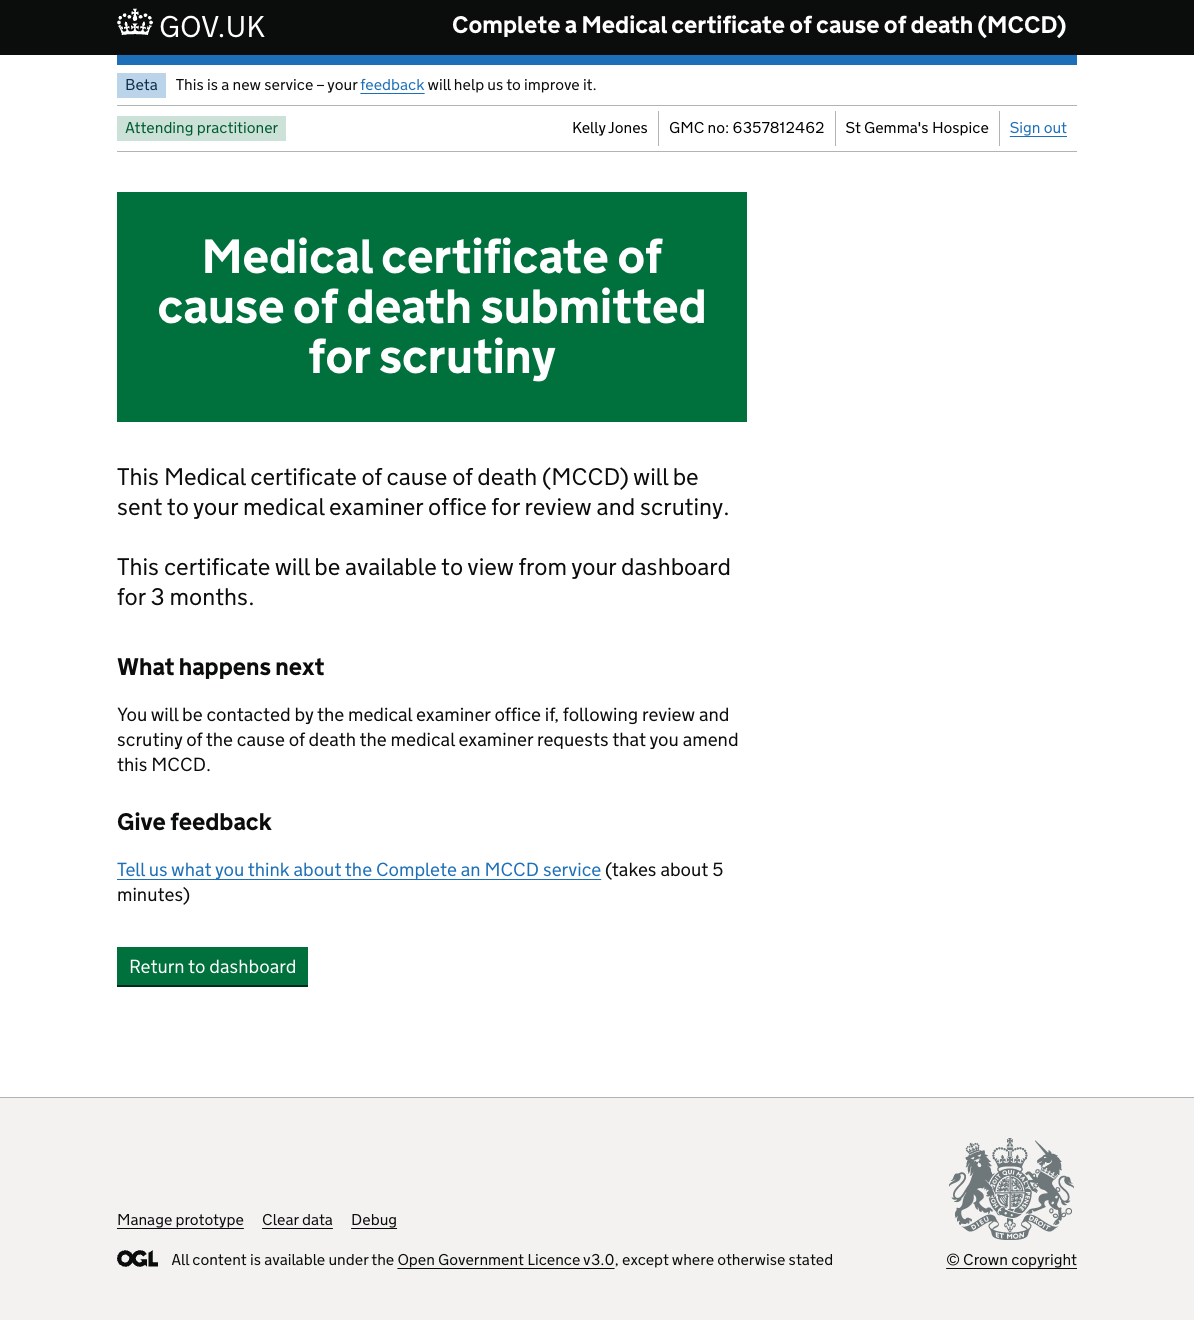 GOV.UK
Complete a Medical certificate of cause of death (MCCD)
Beta This is a new service – your feedback will help us to improve it.
Attending practitioner
Kelly Jones
GMC no: 6357812462
St Gemma's Hospice
Sign out
Medical certificate of
cause of death submitted
for scrutiny
This Medical certificate of cause of death (MCCD) will be
sent to your medical examiner office for review and scrutiny.
This certificate will be available to view from your dashboard
for 3 months.
What happens next
You will be contacted by the medical examiner office if, following review and
scrutiny of the cause of death the medical examiner requests that you amend
this MCCD.
Give feedback
Tell us what you think about the Complete an MCCD service (takes about 5
minutes)
Return to dashboard
Manage prototype Clear data Debug
OGL All content is available under the Open Government Licence v3.0, except where otherwise stated
DIEU ET MON DROIT
© Crown copyright